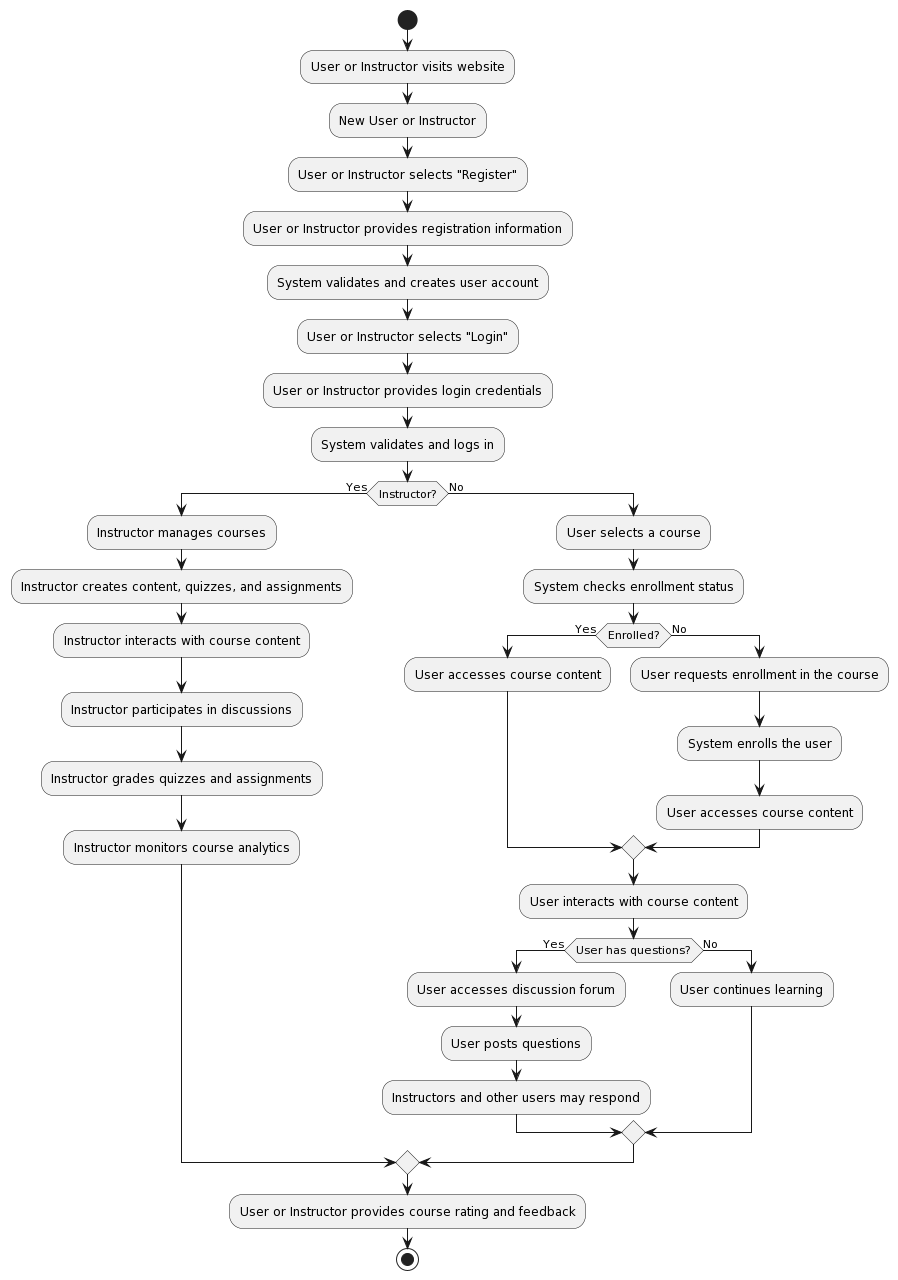 User or Instructor visits website
New User or Instructor
User or Instructor selects "Register"
User or Instructor provides registration information
System validates and creates user account
User or Instructor selects "Login"
User or Instructor provides login credentials
System validates and logs in
Yes
Instructor?
No
Instructor manages courses
Instructor creates content, quizzes, and assignments
Instructor interacts with course content
Instructor participates in discussions
Instructor grades quizzes and assignments
Instructor monitors course analytics
User selects a course
System checks enrollment status
Yes
Enrolled?
No
User accesses course content
User requests enrollment in the course
System enrolls the user
User accesses course content
User interacts with course content
Yes
User has questions?
No
User accesses discussion forum
User posts questions
Instructors and other users may respond
User continues learning
User or Instructor provides course rating and feedback